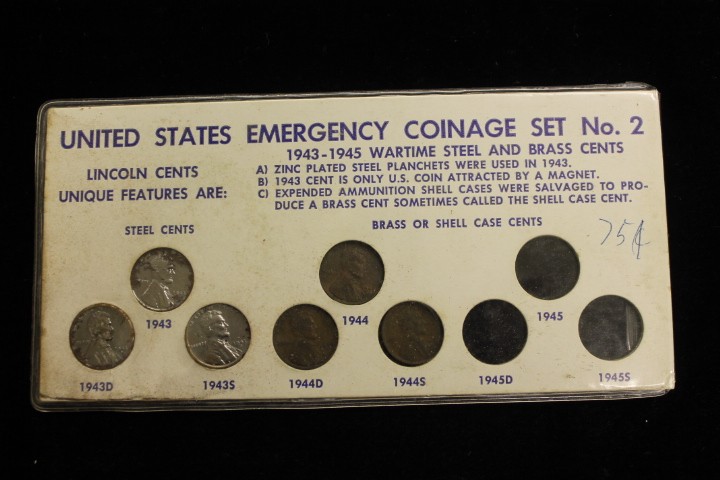 UNITED STATES EMERGENCY COINAGE SET No. 2
1943-1945 WARTIME STEEL AND BRASS CENTS
LINCOLN CENTS
UNIQUE FEATURES ARE:
A) ZINC PLATED STEEL PLANCHETS WERE USED IN 1943.
B) 1943 CENT IS ONLY U.S. COIN ATTRACTED BY A MAGNET.
C) EXPENDED AMMUNITION SHELL CASES WERE SALVAGED TO PRO-
DUCE A BRASS CENT SOMETIMES CALLED THE SHELL CASE CENT.
STEEL CENTS
BRASS OR SHELL CASE CENTS
75¢
1943
1944
1945
1943D
1943S
1944D
1944S
1945D
1945S